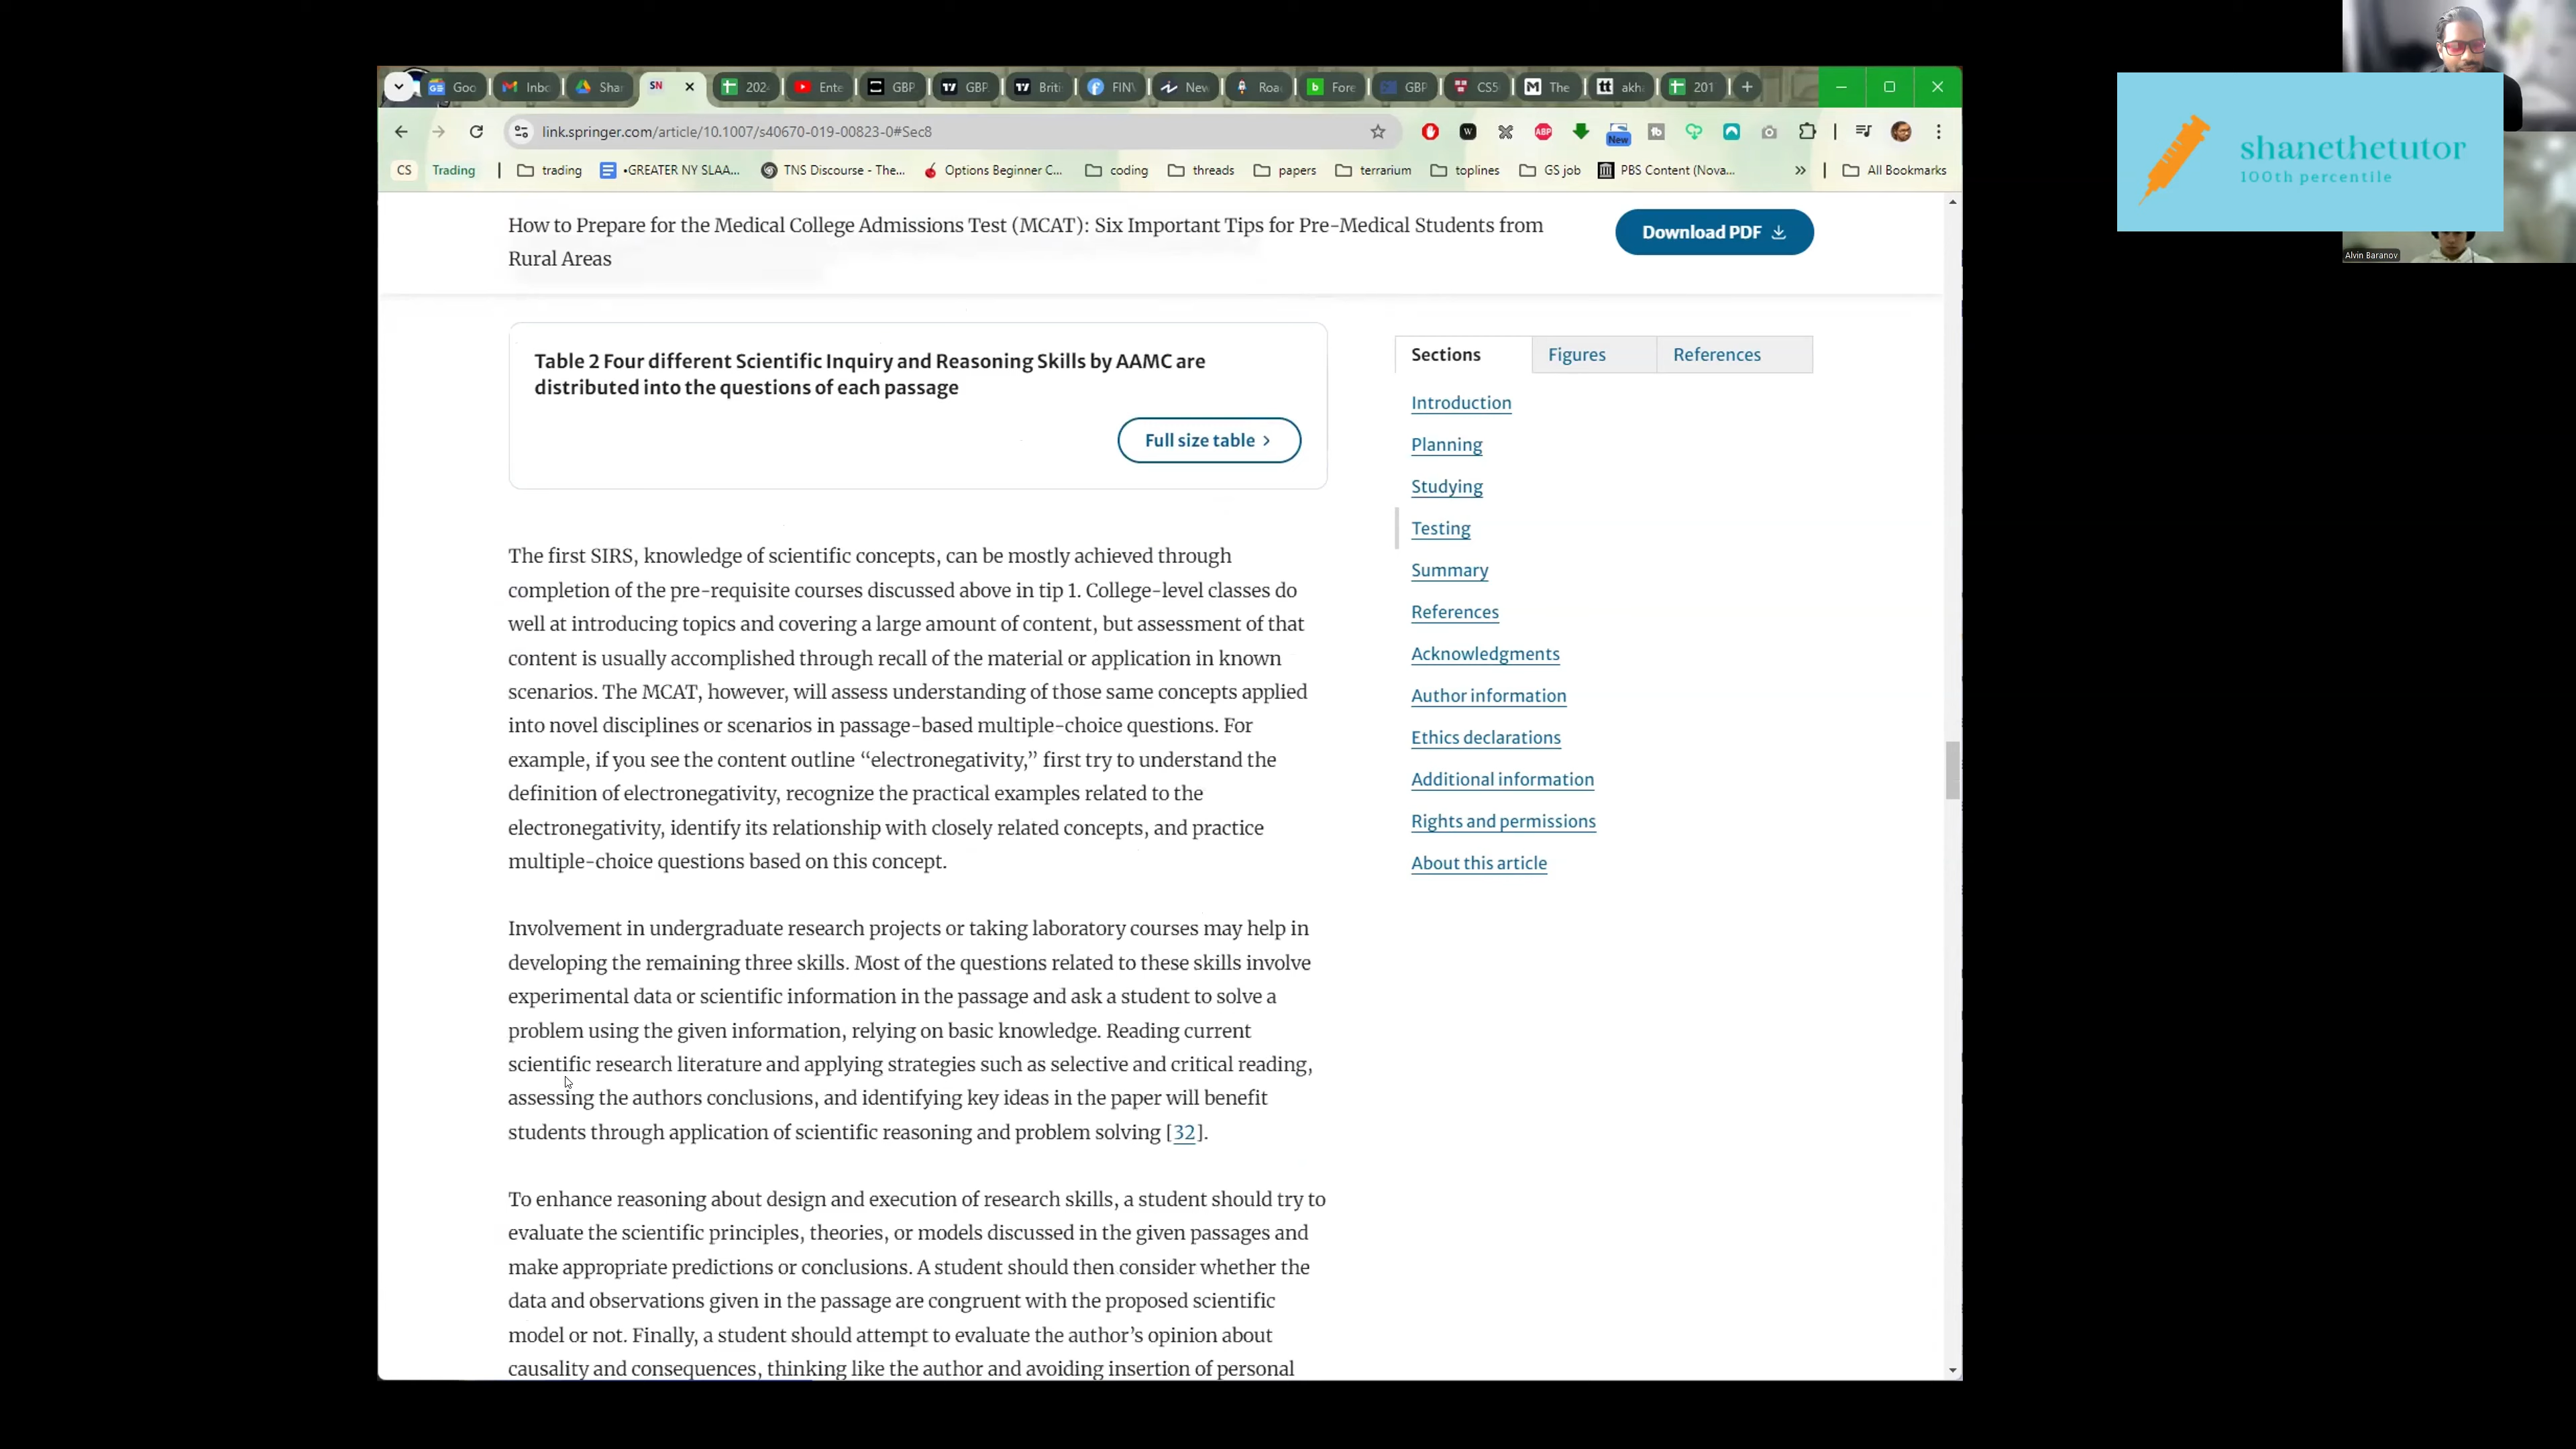 Goo
Inbo
Shar
SN
202
Ente
GBP
GBP
Briti
FIN
New
Roa
Fore
GBP
CS5
The
akh
201
link.springer.com/article/10.1007/s40670-019-00823-0#Sec8
ABP
New
CS
Trading
trading
•GREATER NY SLAA...
TNS Discourse - The...
Options Beginner C...
coding
threads
papers
terrarium
toplines
GS job
PBS Content (Nova...
All Bookmarks
shanethetutor
100th percentile
Alvin Baranov
How to Prepare for the Medical College Admissions Test (MCAT): Six Important Tips for Pre-Medical Students from
Rural Areas
Download PDF
Table 2 Four different Scientific Inquiry and Reasoning Skills by AAMC are
distributed into the questions of each passage
Full size table
The first SIRS, knowledge of scientific concepts, can be mostly achieved through
completion of the pre-requisite courses discussed above in tip 1. College-level classes do
well at introducing topics and covering a large amount of content, but assessment of that
content is usually accomplished through recall of the material or application in known
scenarios. The MCAT, however, will assess understanding of those same concepts applied
into novel disciplines or scenarios in passage-based multiple-choice questions. For
example, if you see the content outline “electronegativity,” first try to understand the
definition of electronegativity, recognize the practical examples related to the
electronegativity, identify its relationship with closely related concepts, and practice
multiple-choice questions based on this concept.
Involvement in undergraduate research projects or taking laboratory courses may help in
developing the remaining three skills. Most of the questions related to these skills involve
experimental data or scientific information in the passage and ask a student to solve a
problem using the given information, relying on basic knowledge. Reading current
scientific research literature and applying strategies such as selective and critical reading,
assessing the authors conclusions, and identifying key ideas in the paper will benefit
students through application of scientific reasoning and problem solving [32].
To enhance reasoning about design and execution of research skills, a student should try to
evaluate the scientific principles, theories, or models discussed in the given passages and
make appropriate predictions or conclusions. A student should then consider whether the
data and observations given in the passage are congruent with the proposed scientific
model or not. Finally, a student should attempt to evaluate the author’s opinion about
causality and consequences, thinking like the author and avoiding insertion of personal
Sections
Figures
References
Introduction
Planning
Studying
Testing
Summary
References
Acknowledgments
Author information
Ethics declarations
Additional information
Rights and permissions
About this article